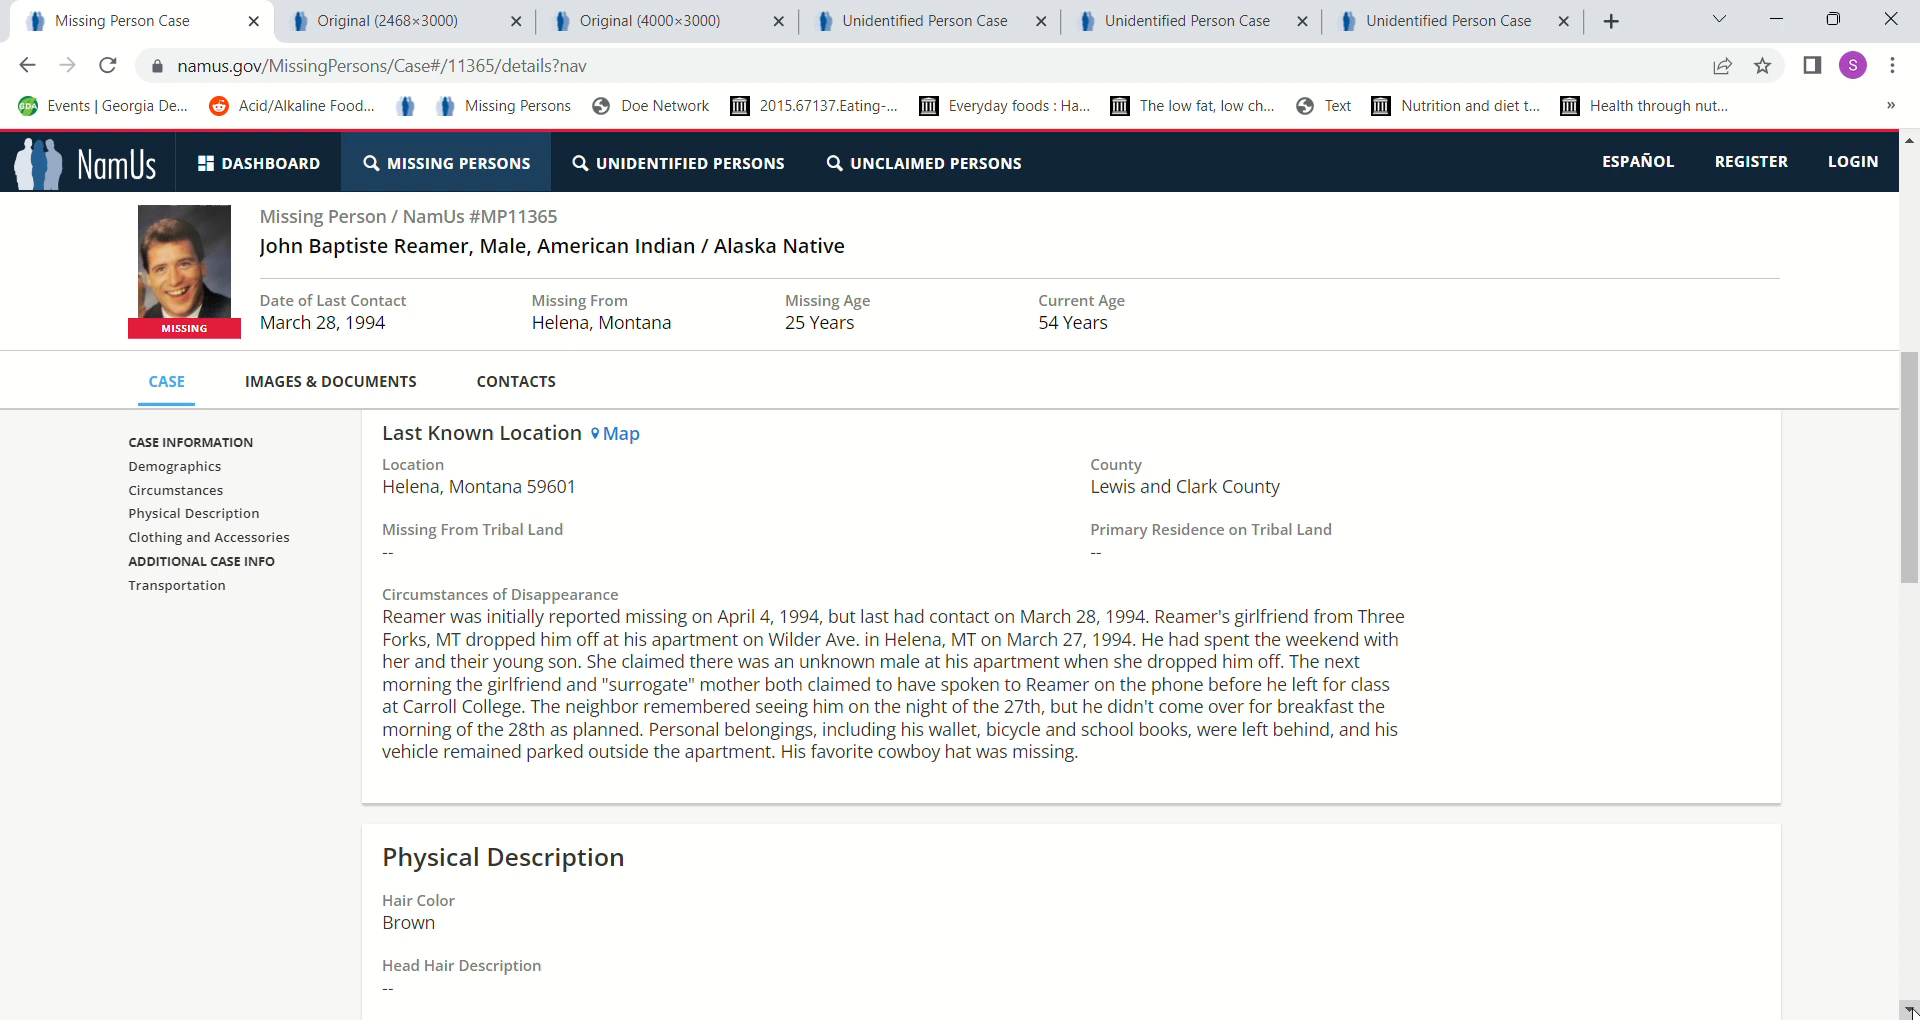 Missing Person Case
Original (2468×3000)
Original (4000×3000)
Unidentified Person Case
Unidentified Person Case
Unidentified Person Case
namus.gov/MissingPersons/Case#/11365/details?nav
S
GDA Events | Georgia De...
Acid/Alkaline Food...
Missing Persons
Doe Network
2015.67137.Eating-...
Everyday foods : Ha...
The low fat, low ch...
Text
Nutrition and diet t...
Health through nut...
»
NamUs
DASHBOARD
MISSING PERSONS
UNIDENTIFIED PERSONS
UNCLAIMED PERSONS
ESPAÑOL
REGISTER
LOGIN
MISSING
Missing Person / NamUs #MP11365
John Baptiste Reamer, Male, American Indian / Alaska Native
Date of Last Contact
March 28, 1994
Missing From
Helena, Montana
Missing Age
25 Years
Current Age
54 Years
CASE
IMAGES & DOCUMENTS
CONTACTS
CASE INFORMATION
Demographics
Circumstances
Physical Description
Clothing and Accessories
ADDITIONAL CASE INFO
Transportation
Last Known Location Map
Location
Helena, Montana 59601
County
Lewis and Clark County
Missing From Tribal Land
--
Primary Residence on Tribal Land
--
Circumstances of Disappearance
Reamer was initially reported missing on April 4, 1994, but last had contact on March 28, 1994. Reamer's girlfriend from Three
Forks, MT dropped him off at his apartment on Wilder Ave. in Helena, MT on March 27, 1994. He had spent the weekend with
her and their young son. She claimed there was an unknown male at his apartment when she dropped him off. The next
morning the girlfriend and "surrogate" mother both claimed to have spoken to Reamer on the phone before he left for class
at Carroll College. The neighbor remembered seeing him on the night of the 27th, but he didn't come over for breakfast the
morning of the 28th as planned. Personal belongings, including his wallet, bicycle and school books, were left behind, and his
vehicle remained parked outside the apartment. His favorite cowboy hat was missing.
Physical Description
Hair Color
Brown
Head Hair Description
--